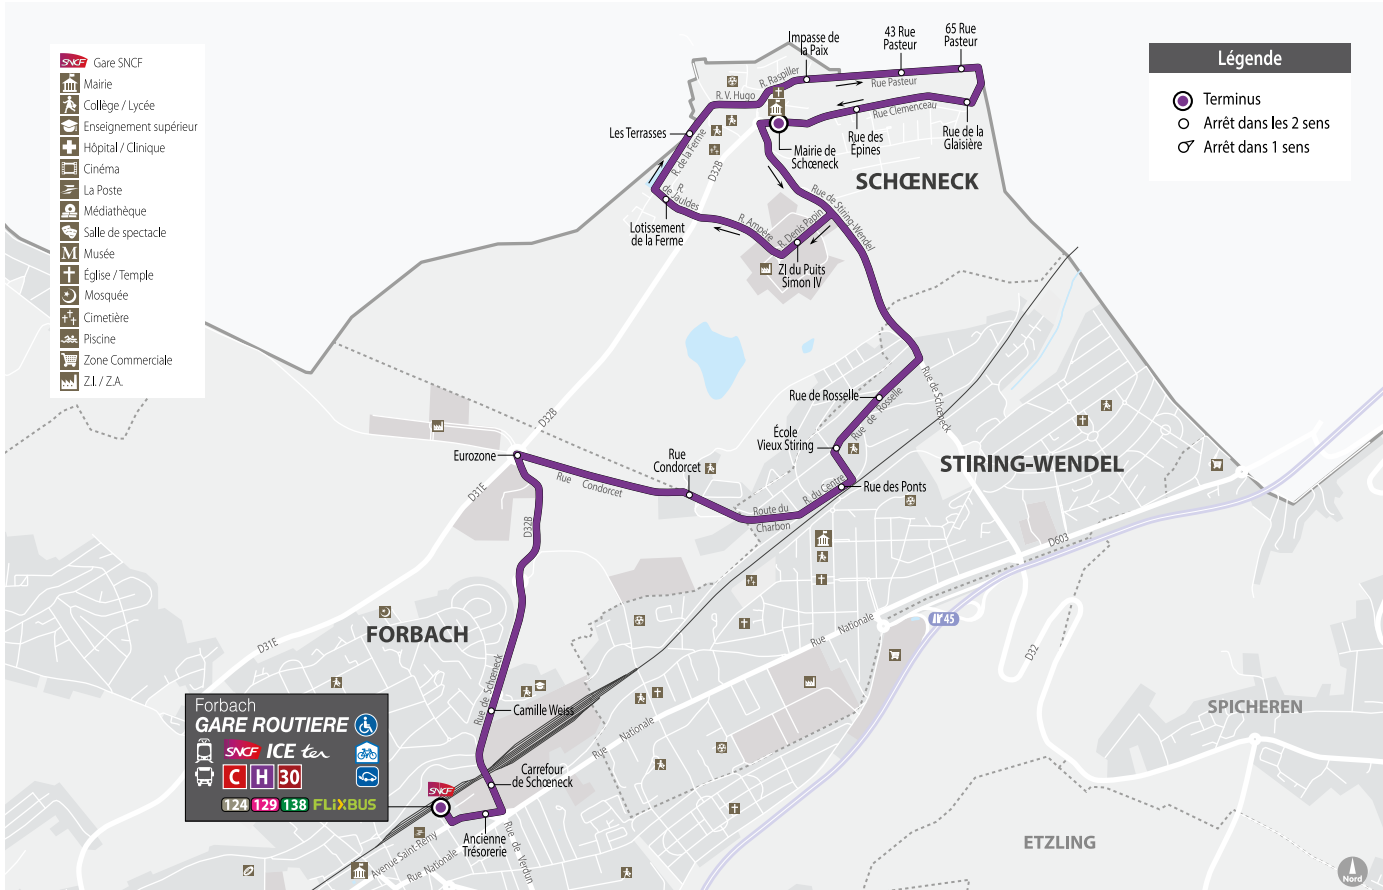 SNCF Gare SNCF
Mairie
Collège / Lycée
Enseignement supérieur
Hôpital / Clinique
Cinéma
La Poste
Médiathèque
Salle de spectacle
M Musée
Église / Temple
Mosquée
Cimetière
Piscine
Zone Commerciale
Z.I. / Z.A.
Légende
Terminus
Arrêt dans les 2 sens
Arrêt dans 1 sens
Impasse de
la Paix
43 Rue
Pasteur
65 Rue
Pasteur
R. Raspiller
Rue Pasteur
R. V. Hugo
Rue Clemenceau
Les Terrasses
R. de la Ferme
D32B
Mairie de
Schœneck
Rue des
Épines
Rue de la
Glaisière
SCHŒNECK
R.
de Jauldes
Lotissement
de la Ferme
R. Ampère
R. Denis Papin
Rue de Stiring-Wendel
ZI du Puits
Simon IV
Rue de Rosselle
Rue de Rosselle
Rue de Schœneck
École
Vieux Stiring
D32B
Eurozone
Rue Condorcet
Rue
Condorcet
R. du Centre
Rue des Ponts
STIRING-WENDEL
D31E
D32B
Route du
Charbon
D603
45
D31E
FORBACH
Rue Nationale
D32
Rue de Schœneck
Camille Weiss
Rue Nationale
SPICHEREN
Forbach
GARE ROUTIERE
SNCF ICE ter
C H 30
124 129 138 FLiXBUS
SNCF
Carrefour
de Schœneck
Ancienne
Trésorerie
Avenue Saint-Remy
Rue Nationale
Rue de Verdun
ETZLING
Nord